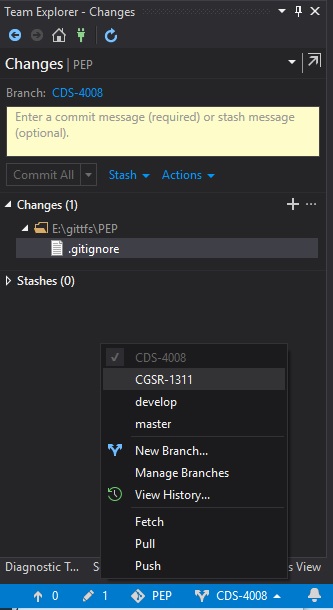 Team Explorer - Changes
Changes | PEP
Branch: CDS-4008
Enter a commit message (required) or stash message
(optional).
Commit All Stash Actions
Changes (1)
E:\gittfs\PEP
.gitignore
Stashes (0)
CDS-4008
CGSR-1311
develop
master
New Branch...
Manage Branches
View History...
Fetch
Pull
Push
Diagnostic T... s View
0 1 PEP CDS-4008